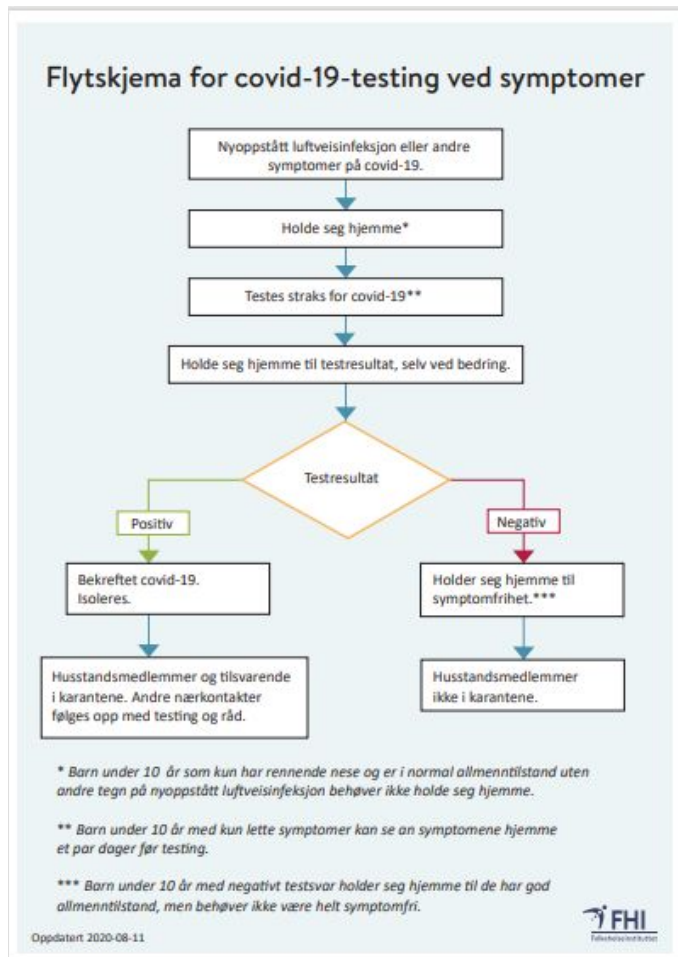 Flytskjema for covid-19-testing ved symptomer
Nyoppstått luftveisinfeksjon eller andre
symptomer på covid-19.
Holde seg hjemme*
Testes straks for covid-19**
Holde seg hjemme til testresultat, selv ved bedring.
Testresultat
Positiv
Negativ
Bekreftet covid-19.
Isoleres.
Holder seg hjemme til
symptomfrihet.***
Husstandsmedlemmer og tilsvarende
i karantene. Andre nærkontakter
følges opp med testing og råd.
Husstandsmedlemmer
ikke i karantene.
* Barn under 10 år som kun har rennende nese og er i normal allmenntilstand uten
andre tegn på nyoppstått luftveisinfeksjon behøver ikke holde seg hjemme.
** Barn under 10 år med kun lette symptomer kan se an symptomene hjemme
et par dager før testing.
*** Barn under 10 år med negativt testsvar holder seg hjemme til de har god
allmenntilstand, men behøver ikke være helt symptomfri.
Oppdatert 2020-08-11
FHI
Folkehelseinstituttet